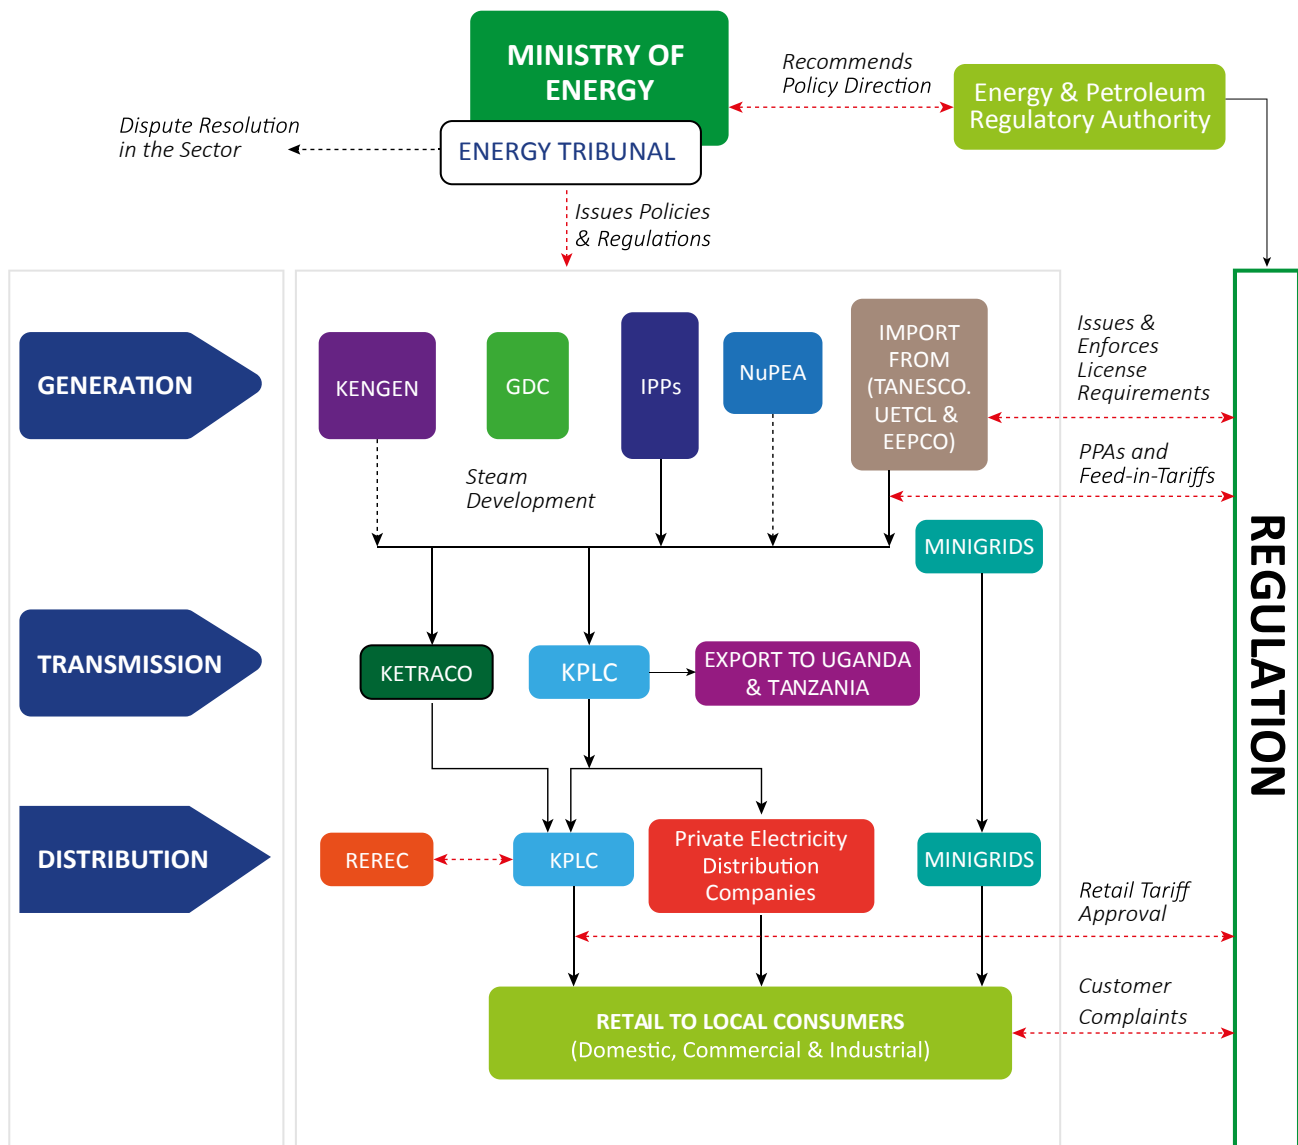 MINISTRY OF
ENERGY
Recommends
Policy Direction
Energy & Petroleum
Regulatory Authority
Dispute Resolution
in the Sector
ENERGY TRIBUNAL
Issues Policies
& Regulations
GENERATION
KENGEN
GDC
IPPs
NuPEA
IMPORT
FROM
(TANESCO.
UETCL &
EEPCO)
Issues &
Enforces
License
Requirements
Steam
Development
PPAs and
Feed-in-Tariffs
MINIGRIDS
REGULATION
TRANSMISSION
KETRACO
KPLC
EXPORT TO UGANDA
& TANZANIA
DISTRIBUTION
REREC
KPLC
Private Electricity
Distribution
Companies
MINIGRIDS
Retail Tariff
Approval
RETAIL TO LOCAL CONSUMERS
(Domestic, Commercial & Industrial)
Customer
Complaints